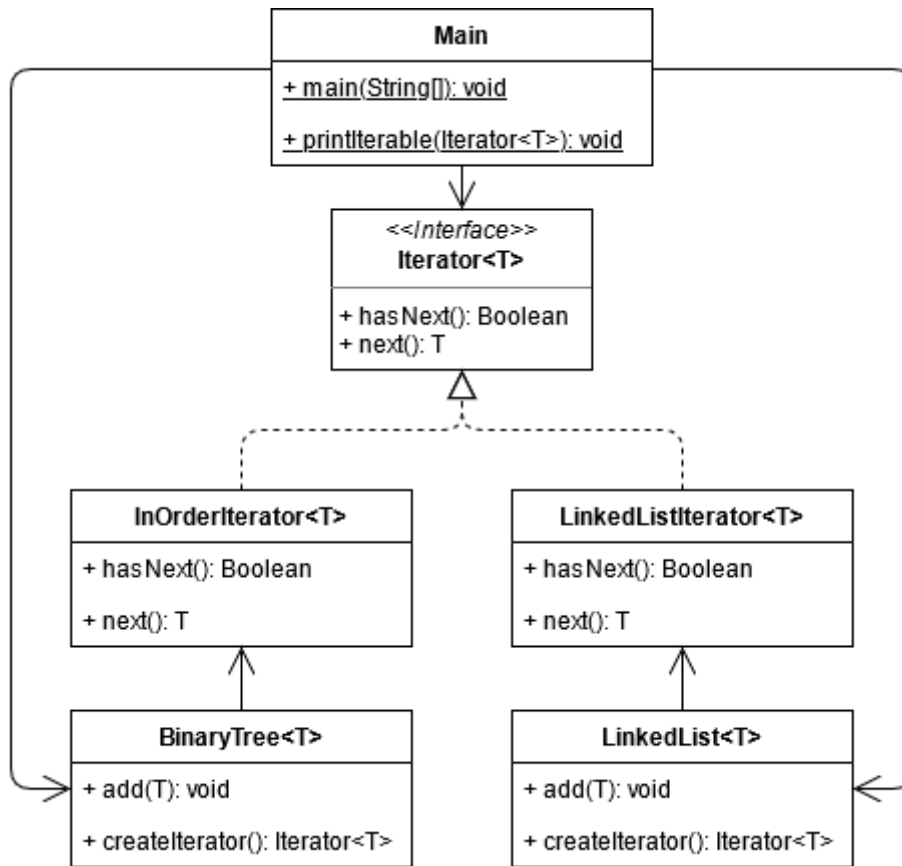 Main
+ main(String[]): void
+ printIterable(Iterator<T>): void
<<Interface>>
Iterator<T>
+ hasNext(): Boolean
+ next(): T
InOrderIterator<T>
+ hasNext(): Boolean
+ next(): T
LinkedListIterator<T>
+ hasNext(): Boolean
+ next(): T
BinaryTree<T>
+ add(T): void
+ createIterator(): Iterator<T>
LinkedList<T>
+ add(T): void
+ createIterator(): Iterator<T>